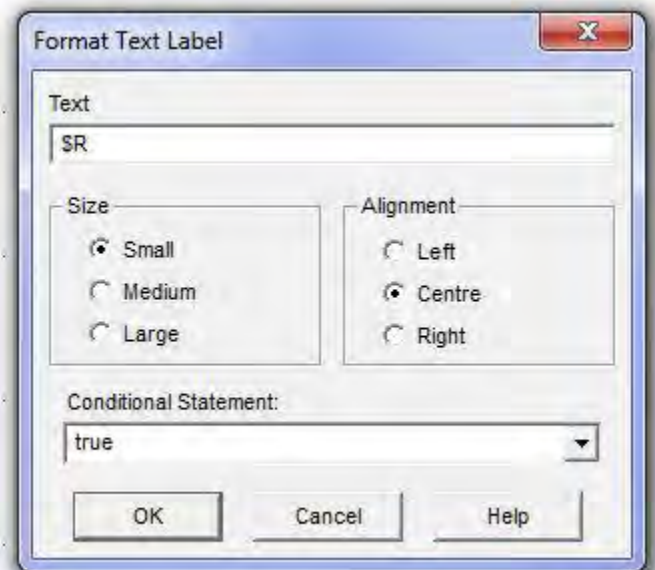 Format Text Label
Text
$R
Size
Alignment
Small
Left
Medium
Centre
Large
Right
Conditional Statement:
true
OK Cancel Help